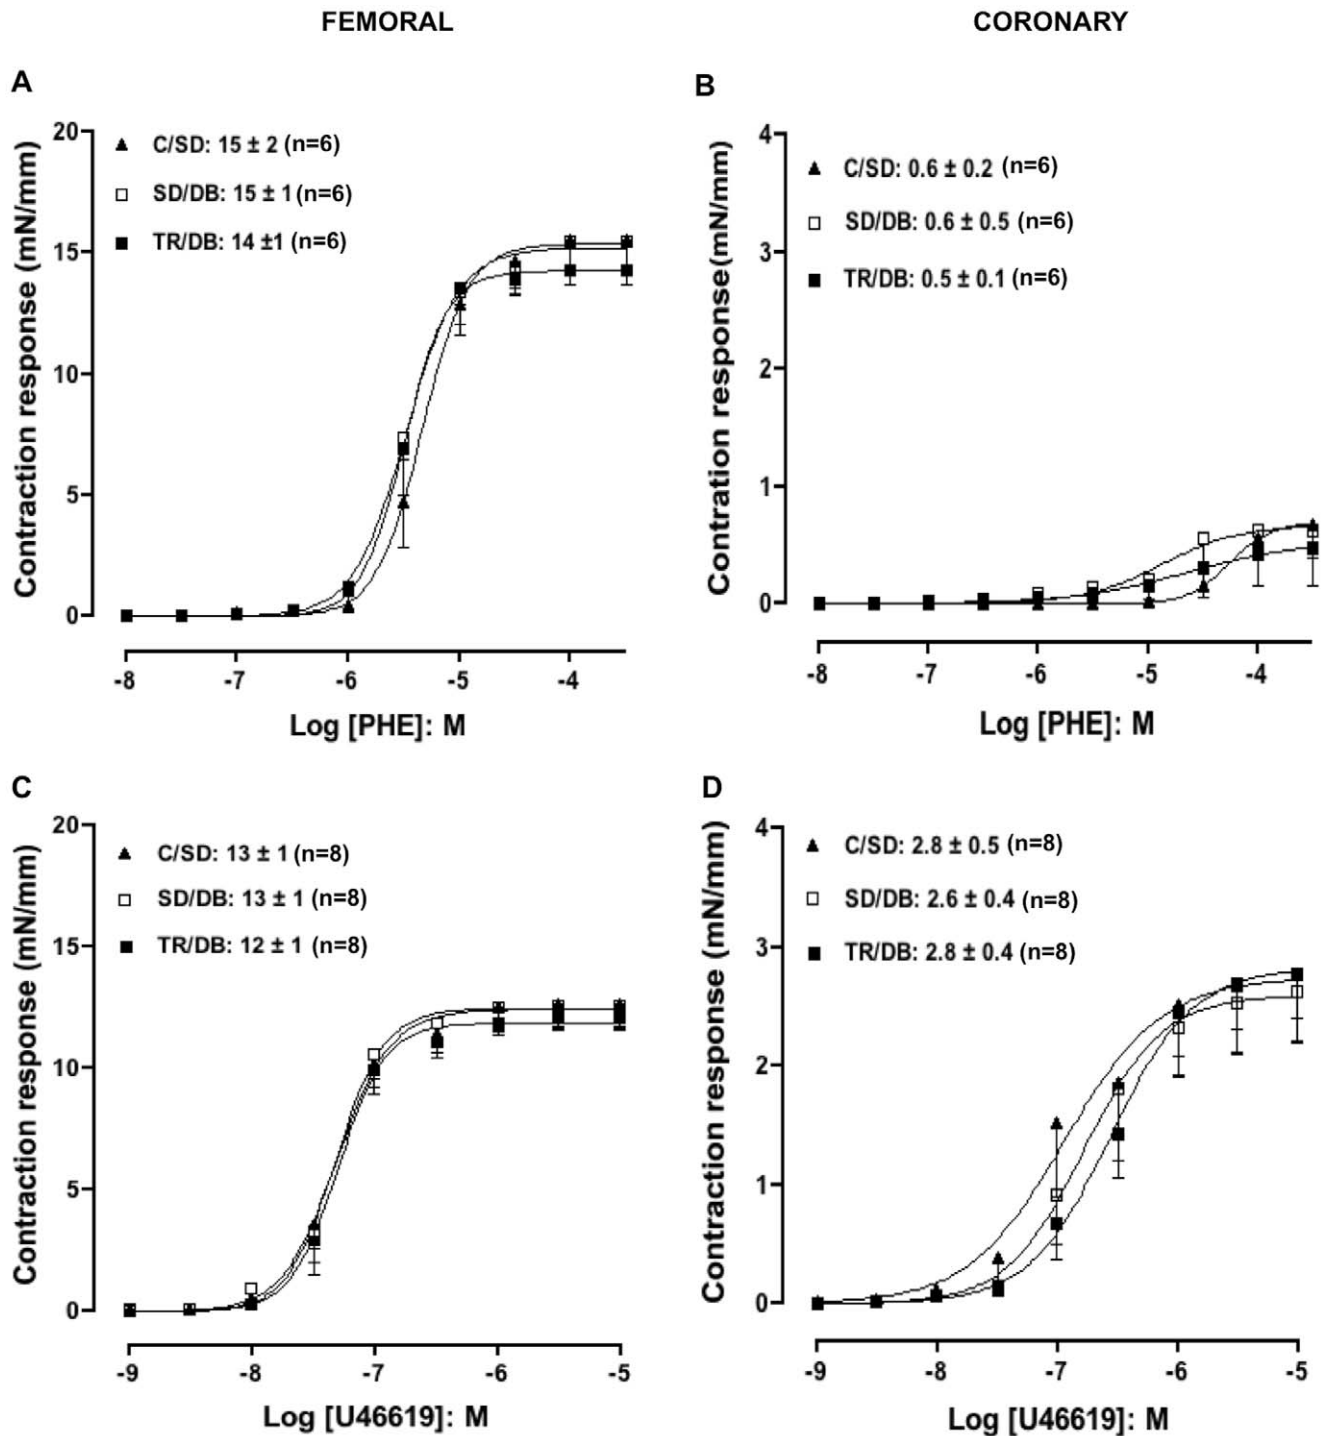 FEMORAL
CORONARY
A
20
15
10
5
0
C/SD: 15 ± 2 (n=6)
SD/DB: 15 ± 1 (n=6)
TR/DB: 14 ±1 (n=6)
Contraction response (mN/mm)
-8 -7 -6 -5 -4
Log [PHE]: M
B
4
3
2
1
0
C/SD: 0.6 ± 0.2 (n=6)
SD/DB: 0.6 ± 0.5 (n=6)
TR/DB: 0.5 ± 0.1 (n=6)
Contration response(mN/mm)
-8 -7 -6 -5 -4
Log [PHE]: M
C
20
15
10
5
0
C/SD: 13 ± 1 (n=8)
SD/DB: 13 ± 1 (n=8)
TR/DB: 12 ± 1 (n=8)
Contraction response (mN/mm)
-9 -8 -7 -6 -5
Log [U46619]: M
D
4
3
2
1
0
C/SD: 2.8 ± 0.5 (n=8)
SD/DB: 2.6 ± 0.4 (n=8)
TR/DB: 2.8 ± 0.4 (n=8)
Contraction response (mN/mm)
-9 -8 -7 -6 -5
Log [U46619]: M